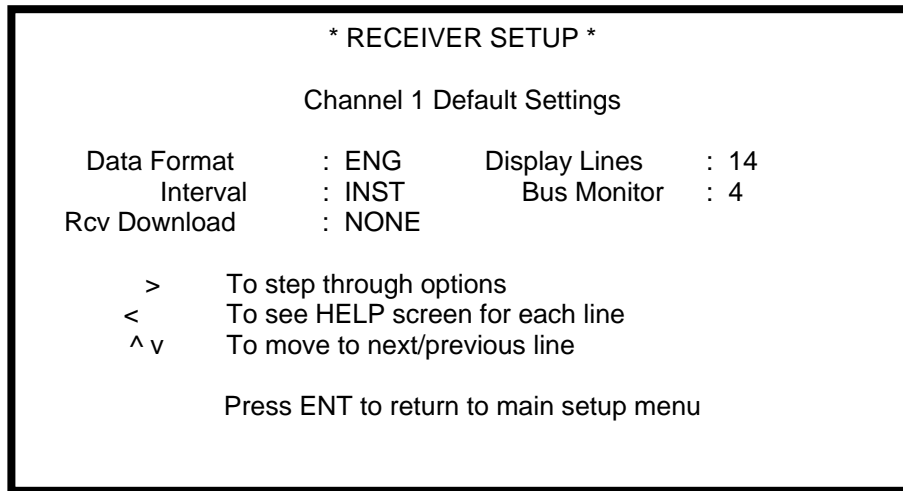 * RECEIVER SETUP *
Channel 1 Default Settings
Data Format : ENG Display Lines : 14
Interval : INST Bus Monitor : 4
Rcv Download : NONE
> To step through options
< To see HELP screen for each line
^ v To move to next/previous line
Press ENT to return to main setup menu